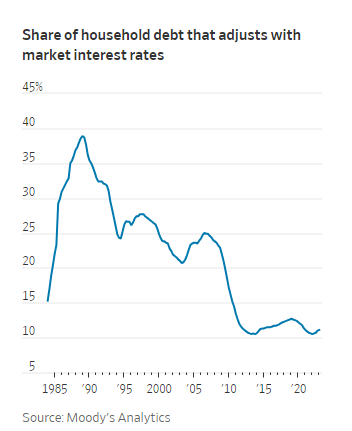 Share of household debt that adjusts with
market interest rates
45%
40
35
30
25
20
15
10
5
1985 ’90 ’95 2000 ’05 ’10 ’15 ’20
Source: Moody's Analytics